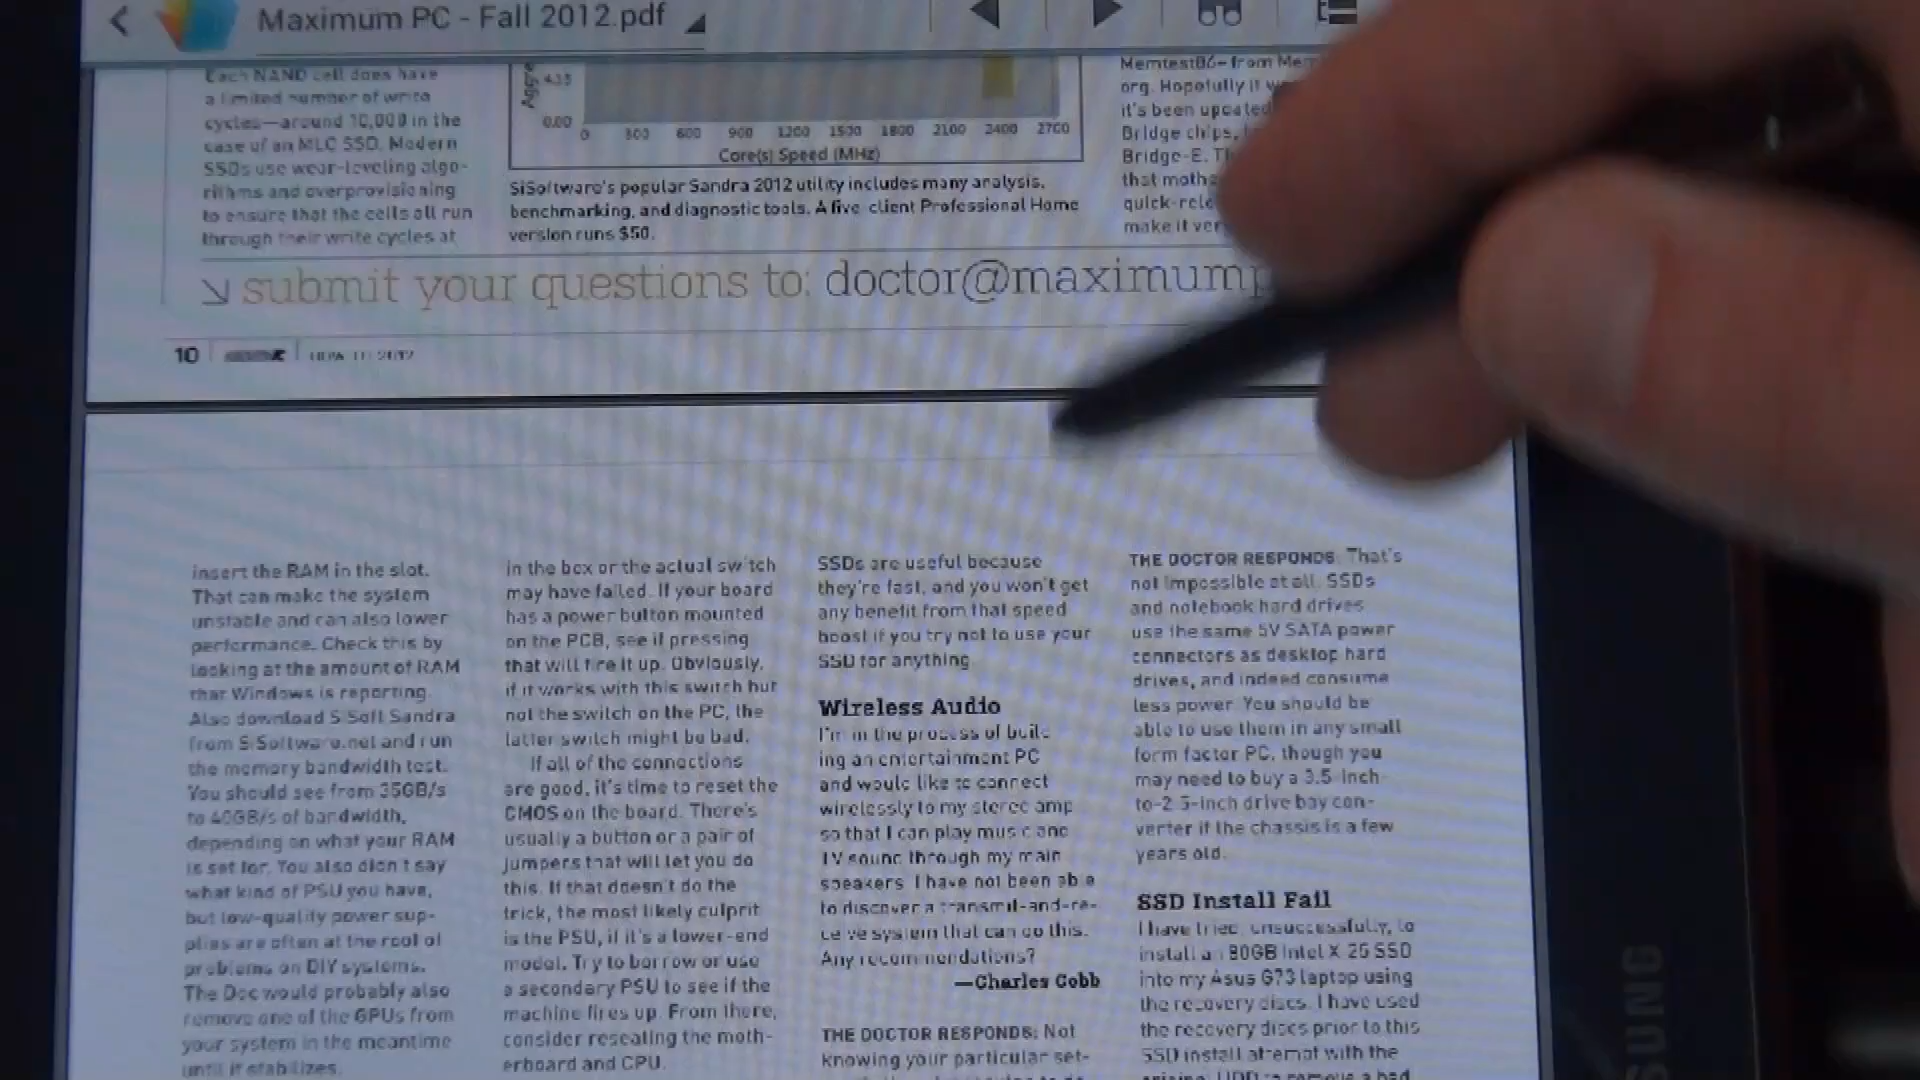 Maximum PC - Fall 2012.pdf
Each NAND cell does have
a limited number of write
cycles—around 10,000 in the
case of an MLC SSD. Modern
SSDs use wear-leveling algo-
rithms and overprovisioning
to ensure that the cells all run
through their write cycles at
4.33
0.00
0 300 600 900 1200 1500 1800 2100 2400 2700
Core(s) Speed (MHz)
SiSoftware's popular Sandra 2012 utility includes many analysis,
benchmarking, and diagnostic tools. A five-client Professional Home
version runs $50.
Memtest86+ from
org. Hopefully it
it's been updated
Bridge chips,
Bridge-E.
that
make it
submit your questions to: doctor@maximump
10
insert the RAM in the slot.
That can make the system
unstable and can also lower
performance. Check this by
looking at the amount of RAM
that Windows is reporting.
Also download SiSoft Sandra
from SiSoftware.net and run
the memory bandwidth test.
You should see from 35GB/s
to 40GB/s of bandwidth,
depending on what your RAM
is set for. You also didn't say
what kind of PSU you have,
but low-quality power sup-
plies are often at the root of
problems on DIY systems.
The Doc would probably also
remove one of the GPUs from
your system in the meantime
until it stabilizes.
in the box or the actual switch
may have failed. If your board
has a power button mounted
on the PCB, see if pressing
that will fire it up. Obviously,
if it works with this switch but
not the switch on the PC, the
latter switch might be bad.
If all of the connections
are good, it's time to reset the
CMOS on the board. There's
usually a button or a pair of
jumpers that will let you do
this. If that doesn't do the
trick, the most likely culprit
is the PSU, if it's a lower-end
model. Try to borrow or use
a secondary PSU to see if the
machine fires up. From there,
consider reseating the moth-
erboard and CPU.
SSDs are useful because
they're fast, and you won't get
any benefit from that speed
boost if you try not to use your
SSD for anything.
Wireless Audio
I'm in the process of build-
ing an entertainment PC
and would like to connect
wirelessly to my stereo amp
so that I can play music and
TV sound through my main
speakers. I have not been able
to discover a transmit-and-re-
ceive system that can do this.
Any recommendations?
—Charles Cobb
THE DOCTOR RESPONDS: Not
knowing your particular set-
THE DOCTOR RESPONDS: That's
not impossible at all. SSDs
and notebook hard drives
use the same 5V SATA power
connectors as desktop hard
drives, and indeed consume
less power. You should be
able to use them in any small
form factor PC, though you
may need to buy a 3.5-inch-
to-2.5-inch drive bay con-
verter if the chassis is a few
years old.
SSD Install Fail
I have tried, unsuccessfully, to
install an 80GB Intel X-25 SSD
into my Asus G73 laptop using
the recovery discs. I have used
the recovery discs prior to this
SSD install attempt with the
SUNG